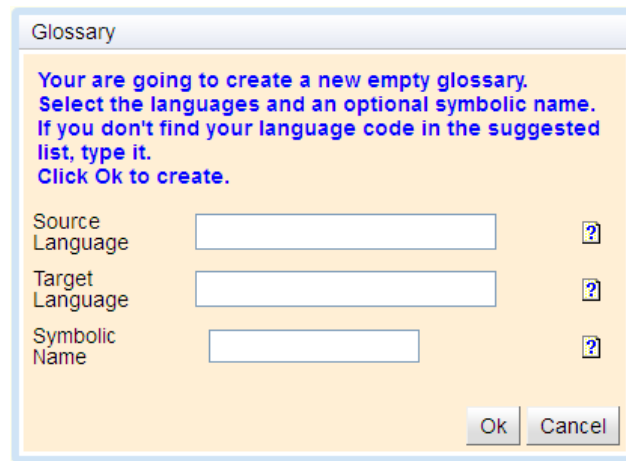 Glossary
Your are going to create a new empty glossary.
Select the languages and an optional symbolic name.
If you don't find your language code in the suggested
list, type it.
Click Ok to create.
Source
Language
?
Target
Language
?
Symbolic
Name
?
Ok Cancel